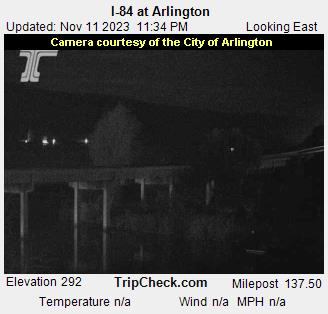 I-84 at Arlington
Updated: Nov 11 2023 11:34 PM Looking East
Camera courtesy of the City of Arlington
Elevation 292 TripCheck.com Milepost 137.50
Temperature n/a Wind n/a MPH n/a